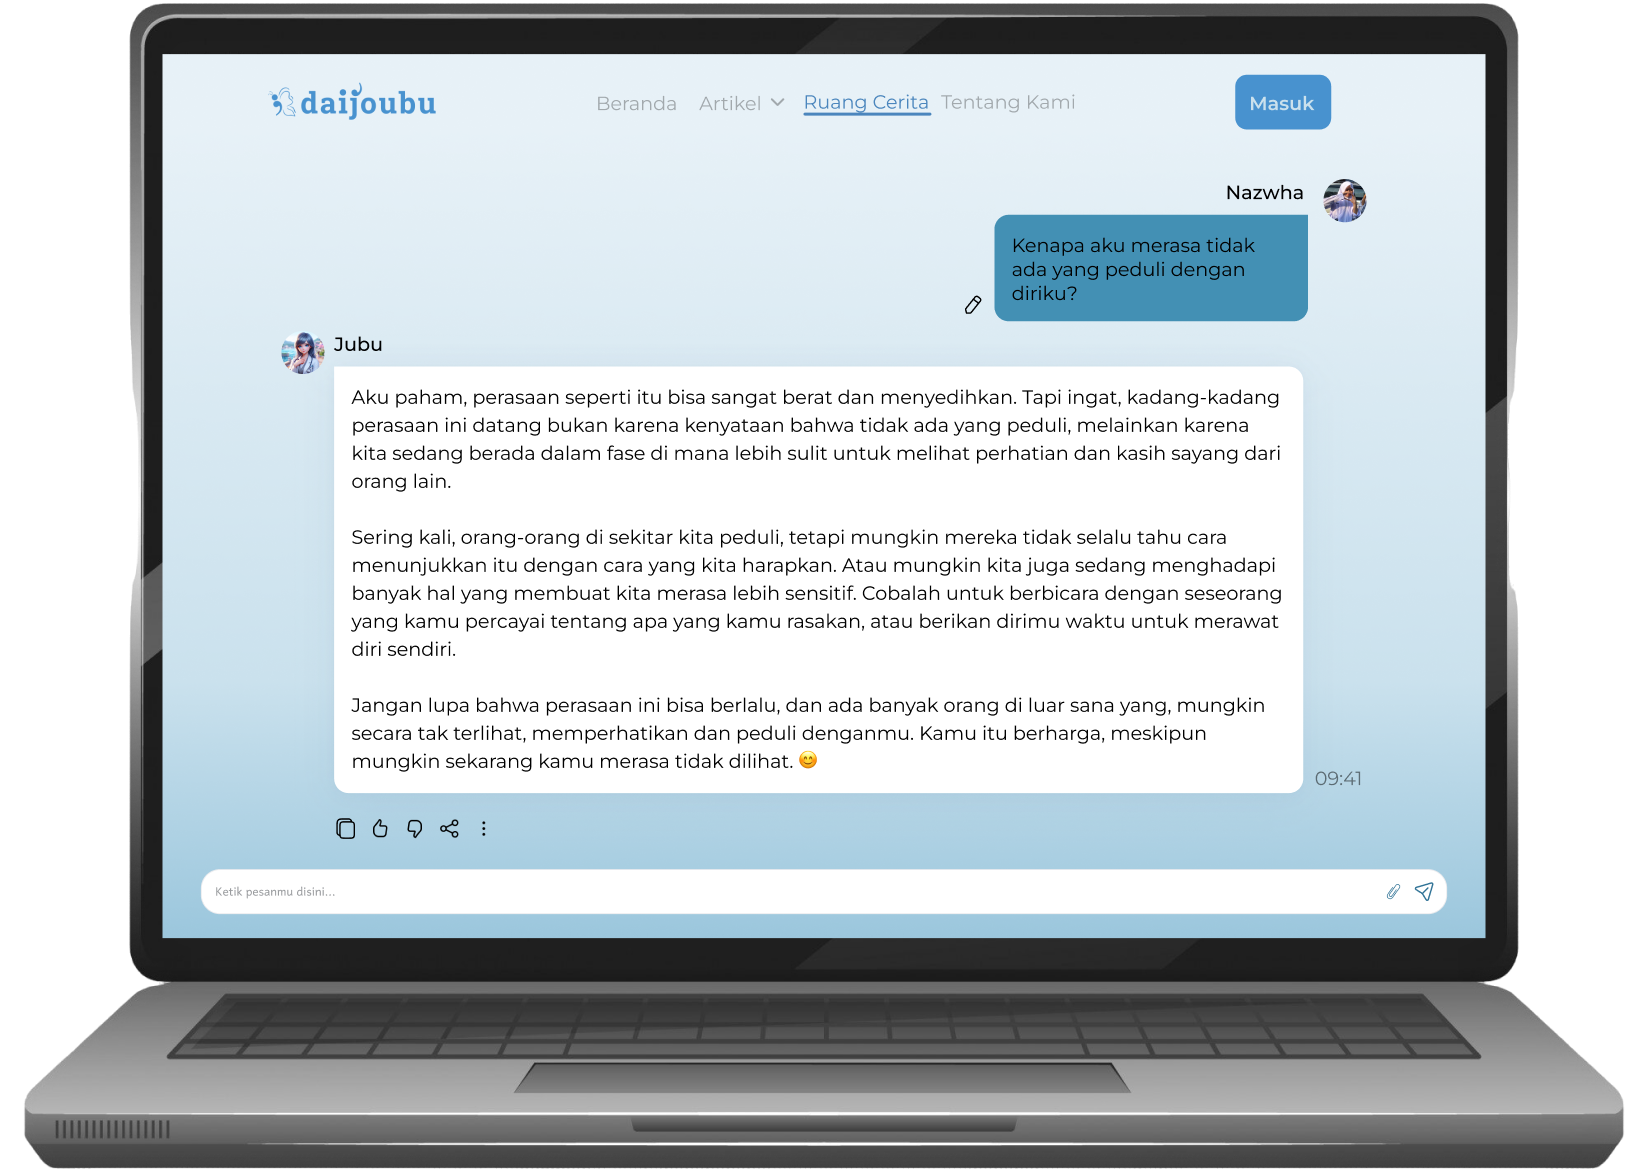 daijoubu
Beranda Artikel Ruang Cerita Tentang Kami
Masuk
Nazwha
Kenapa aku merasa tidak
ada yang peduli dengan
diriku?
Jubu
Aku paham, perasaan seperti itu bisa sangat berat dan menyedihkan. Tapi ingat, kadang-kadang
perasaan ini datang bukan karena kenyataan bahwa tidak ada yang peduli, melainkan karena
kita sedang berada dalam fase di mana lebih sulit untuk melihat perhatian dan kasih sayang dari
orang lain.
Sering kali, orang-orang di sekitar kita peduli, tetapi mungkin mereka tidak selalu tahu cara
menunjukkan itu dengan cara yang kita harapkan. Atau mungkin kita juga sedang menghadapi
banyak hal yang membuat kita merasa lebih sensitif. Cobalah untuk berbicara dengan seseorang
yang kamu percayai tentang apa yang kamu rasakan, atau berikan dirimu waktu untuk merawat
diri sendiri.
Jangan lupa bahwa perasaan ini bisa berlalu, dan ada banyak orang di luar sana yang, mungkin
secara tak terlihat, memperhatikan dan peduli denganmu. Kamu itu berharga, meskipun
mungkin sekarang kamu merasa tidak dilihat. 😊
09:41
Ketik pesanmu disini...